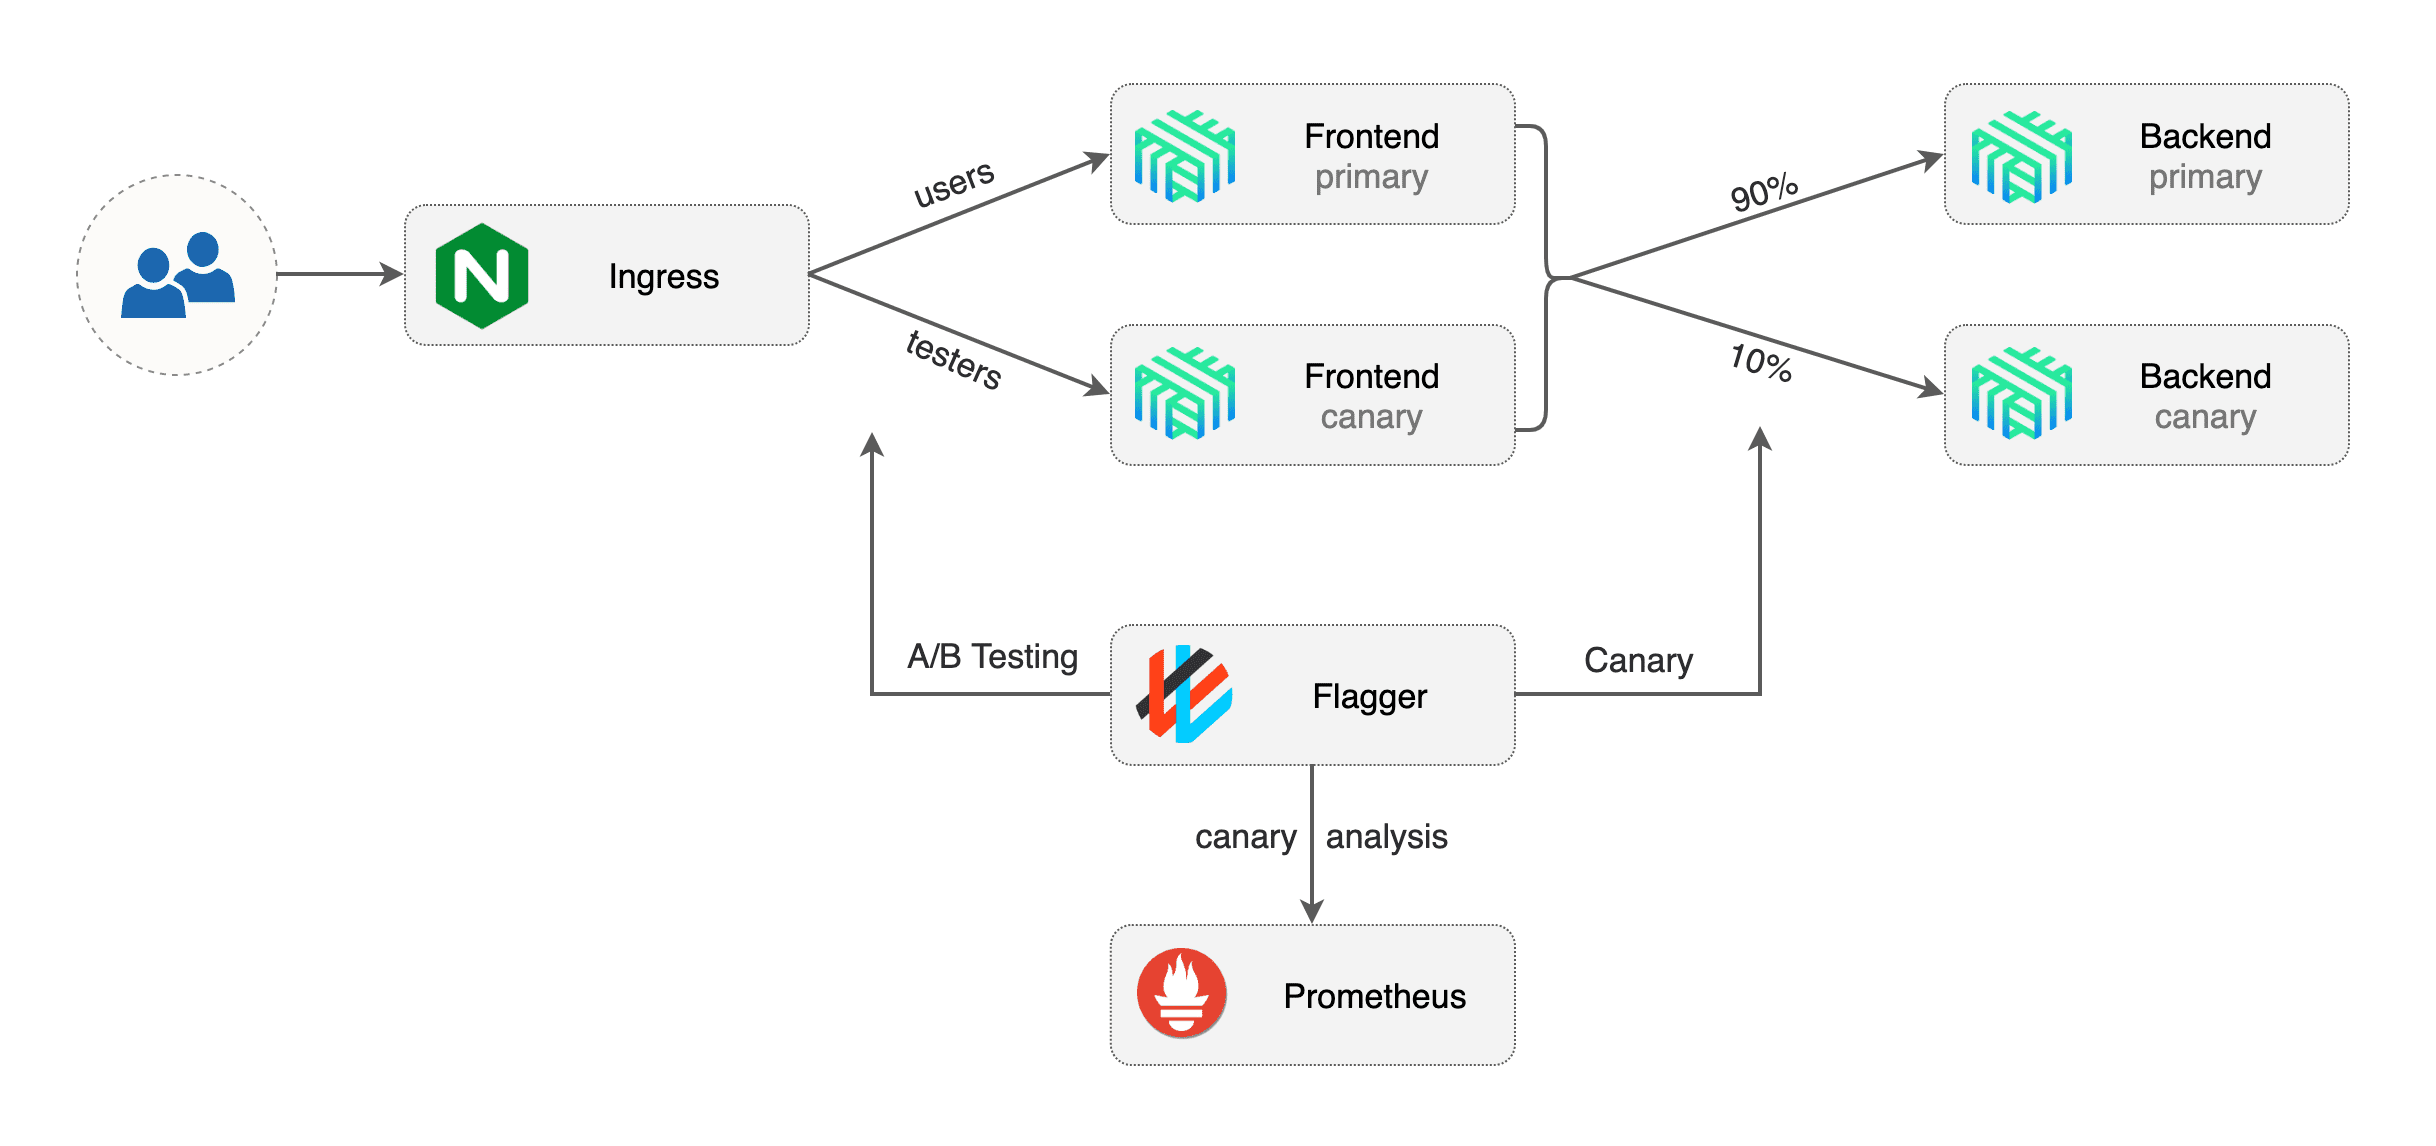 users
Frontend
primary
90%
Backend
primary
Ingress
testers
Frontend
canary
10%
Backend
canary
A/B Testing
Flagger
Canary
canary analysis
Prometheus